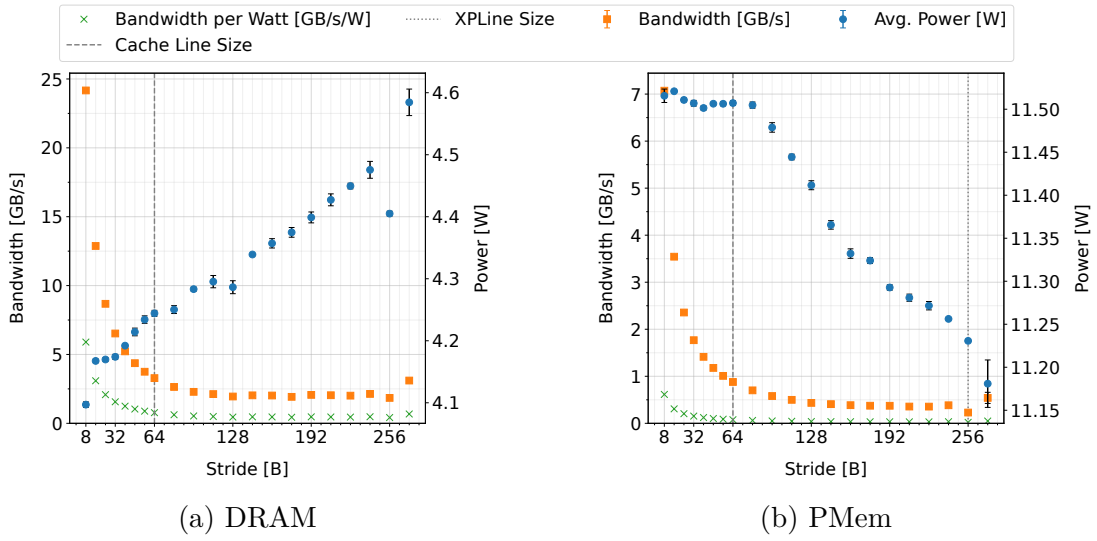 Bandwidth per Watt [GB/s/W] XPLine Size Bandwidth [GB/s] Avg. Power [W]
Cache Line Size
25
20
15
10
5
0
Bandwidth [GB/s]
4.6
4.5
4.4
4.3
4.2
4.1
Power [W]
8 32 64 128 192 256
Stride [B]
(a) DRAM
7
6
5
4
3
2
1
0
Bandwidth [GB/s]
11.50
11.45
11.40
11.35
11.30
11.25
11.20
11.15
Power [W]
8 32 64 128 192 256
Stride [B]
(b) PMem